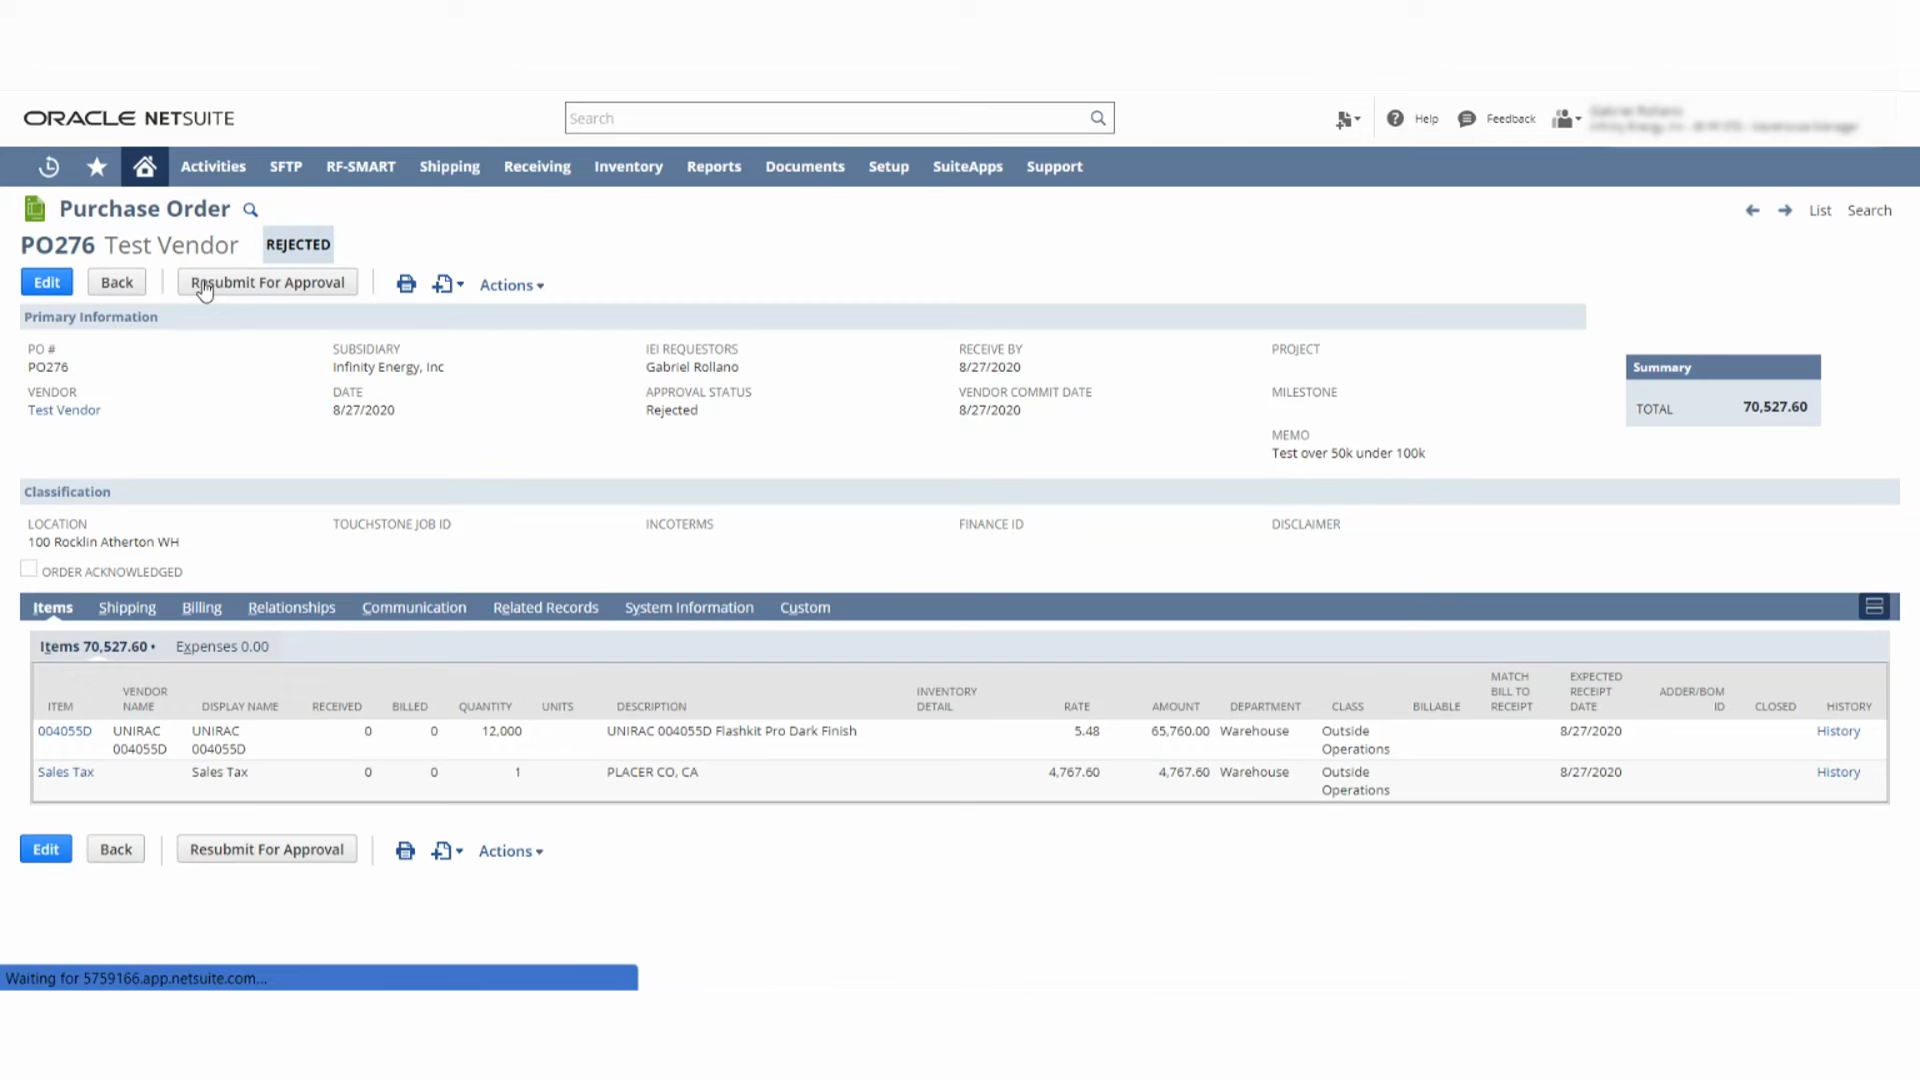 ORACLE NETSUITE
Search
Help
Feedback
Activities SFTP RF-SMART Shipping Receiving Inventory Reports Documents Setup SuiteApps Support
Purchase Order
List Search
PO276 Test Vendor REJECTED
Edit Back Resubmit For Approval Actions
Primary Information
PO #
PO276
SUBSIDIARY
Infinity Energy, Inc
IEI REQUESTORS
Gabriel Rollano
RECEIVE BY
8/27/2020
PROJECT
VENDOR
Test Vendor
DATE
8/27/2020
APPROVAL STATUS
Rejected
VENDOR COMMIT DATE
8/27/2020
MILESTONE
MEMO
Test over 50k under 100k
Summary
TOTAL 70,527.60
Classification
LOCATION
100 Rocklin Atherton WH
TOUCHSTONE JOB ID
INCOTERMS
FINANCE ID
DISCLAIMER
ORDER ACKNOWLEDGED
Items Shipping Billing Relationships Communication Related Records System Information Custom
Items 70,527.60 • Expenses 0.00
ITEM VENDOR NAME DISPLAY NAME RECEIVED BILLED QUANTITY UNITS DESCRIPTION INVENTORY DETAIL RATE AMOUNT DEPARTMENT CLASS BILLABLE MATCH BILL TO RECEIPT EXPECTED RECEIPT DATE ADDER/BOM ID CLOSED HISTORY
004055D UNIRAC 004055D UNIRAC 004055D 0 0 12,000 UNIRAC 004055D Flashkit Pro Dark Finish 5.48 65,760.00 Warehouse Outside Operations 8/27/2020 History
Sales Tax Sales Tax 0 0 1 PLACER CO, CA 4,767.60 4,767.60 Warehouse Outside Operations 8/27/2020 History
Edit Back Resubmit For Approval Actions
Waiting for 5759166.app.netsuite.com...